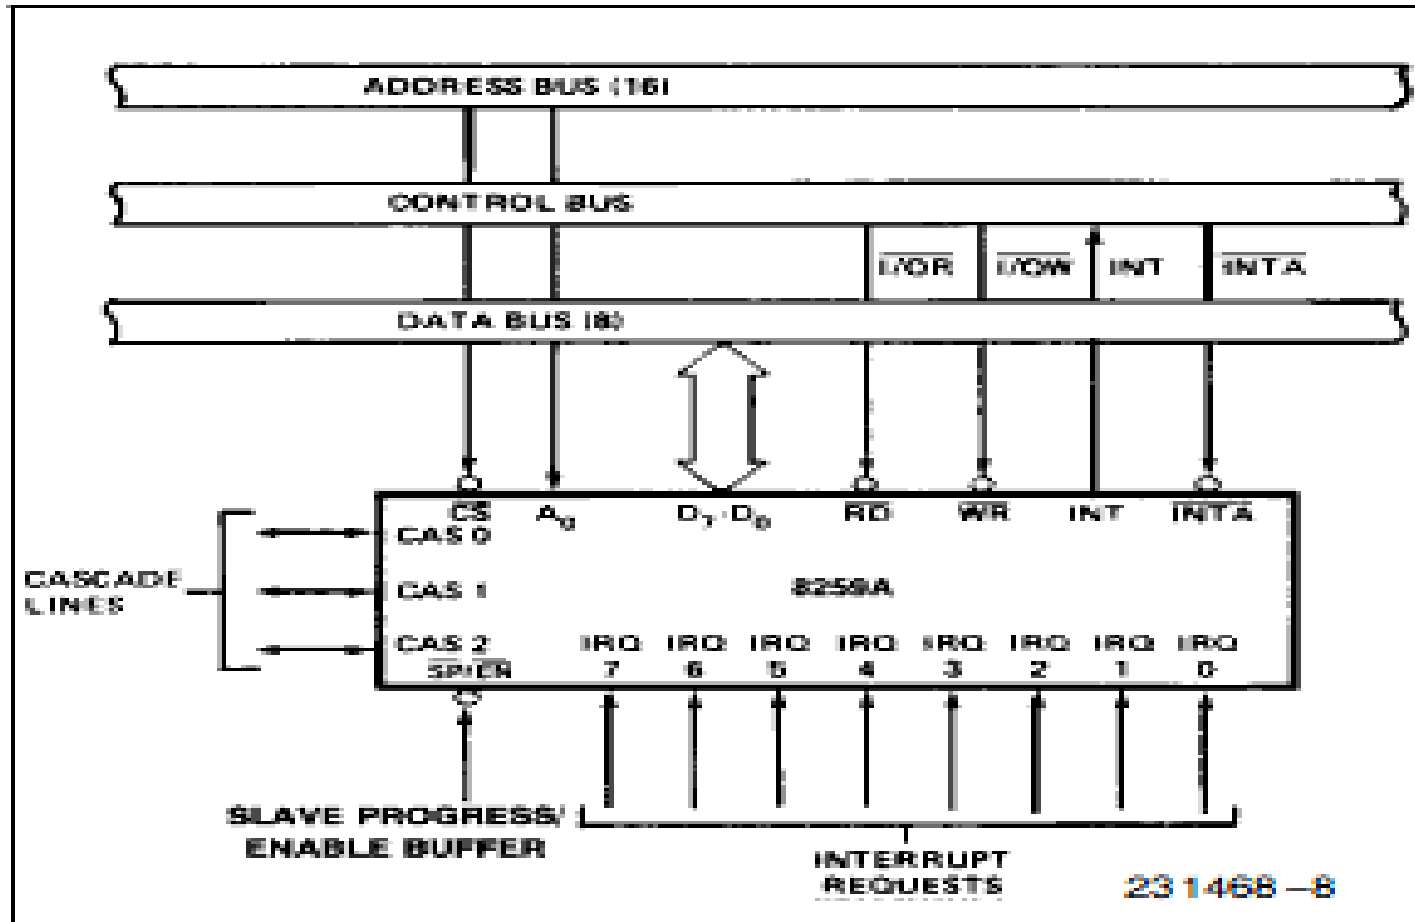 ADDRESS BUS (16)
CONTROL BUS
I/OR I/OW INT INTA
DATA BUS (8)
CS A0 D7-D0 RD WR INT INTA
CAS 0
CASCADE LINES
CAS 1
8259A
CAS 2
IRQ IRQ IRQ IRQ IRQ IRQ IRQ IRQ
SP/EN 7 6 5 4 3 2 1 0
SLAVE PROGRESS/
ENABLE BUFFER
INTERRUPT
REQUESTS
231468-8